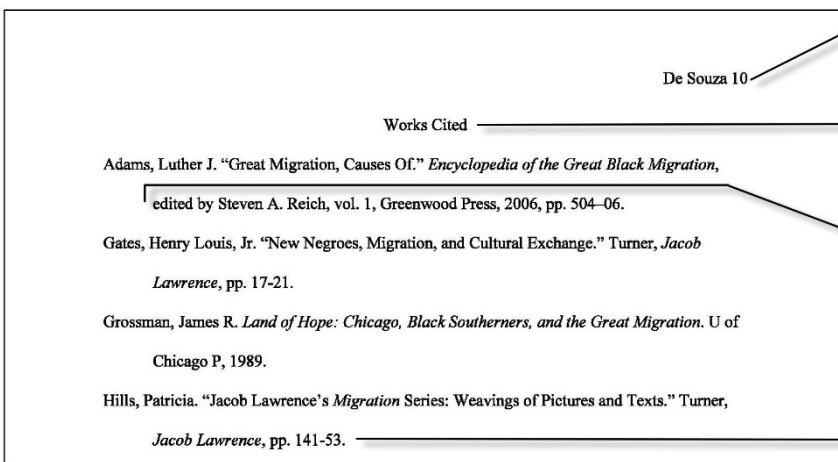 De Souza 10
Works Cited
Adams, Luther J. “Great Migration, Causes Of.” Encyclopedia of the Great Black Migration,
edited by Steven A. Reich, vol. 1, Greenwood Press, 2006, pp. 504–06.
Gates, Henry Louis, Jr. “New Negroes, Migration, and Cultural Exchange.” Turner, Jacob
Lawrence, pp. 17-21.
Grossman, James R. Land of Hope: Chicago, Black Southerners, and the Great Migration. U of
Chicago P, 1989.
Hills, Patricia. “Jacob Lawrence’s Migration Series: Weavings of Pictures and Texts.” Turner,
Jacob Lawrence, pp. 141-53.